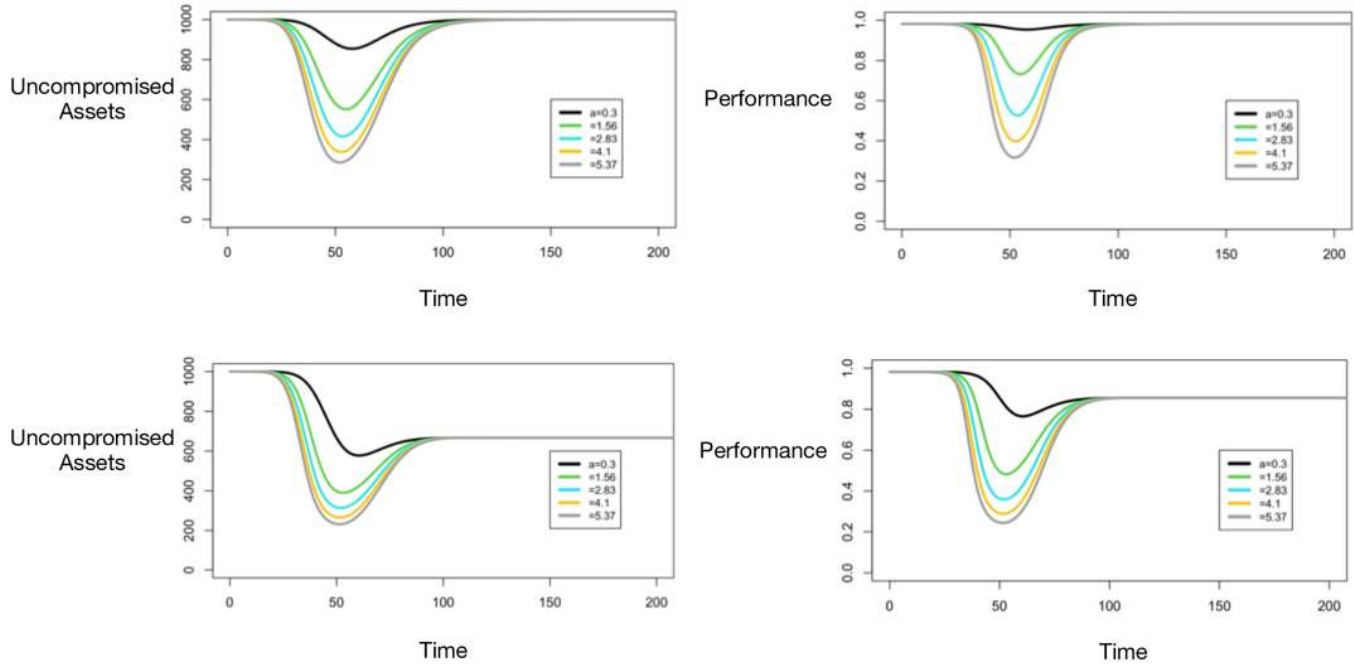 1000
800
600
400
200
0
Uncompromised
Assets
a=0.3
=1.56
=2.83
=4.1
=5.37
0 50 100 150 200
Time
1.0
0.8
0.6
0.4
0.2
0.0
Performance
a=0.3
=1.56
=2.83
=4.1
=5.37
0 50 100 150 200
Time
1000
800
600
400
200
0
Uncompromised
Assets
a=0.3
=1.56
=2.83
=4.1
=5.37
0 50 100 150 200
Time
1.0
0.8
0.6
0.4
0.2
0.0
Performance
a=0.3
=1.56
=2.83
=4.1
=5.37
0 50 100 150 200
Time